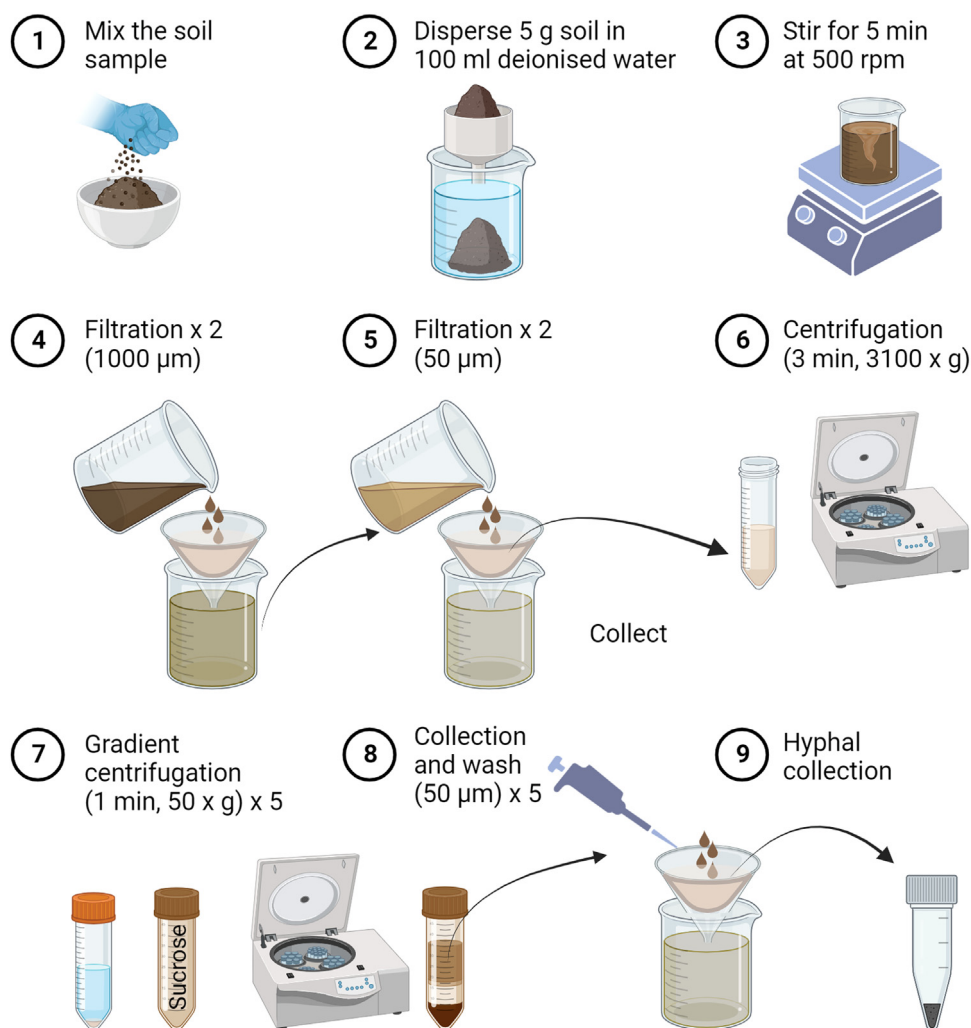 1
Mix the soil
sample
2
Disperse 5 g soil in
100 ml deionised water
3
Stir for 5 min
at 500 rpm
4
Filtration x 2
(1000 µm)
5
Filtration x 2
(50 µm)
6
Centrifugation
(3 min, 3100 x g)
Collect
7
Gradient
centrifugation
(1 min, 50 x g) x 5
8
Collection
and wash
(50 µm) x 5
9
Hyphal
collection
Sucrose